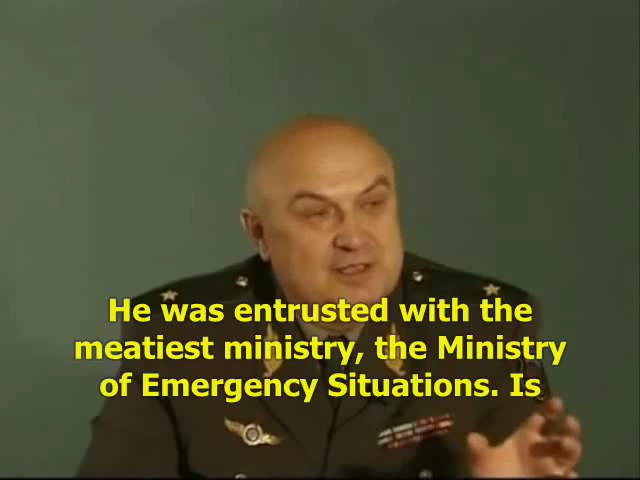 He was entrusted with the
meatiest ministry, the Ministry
of Emergency Situations. Is